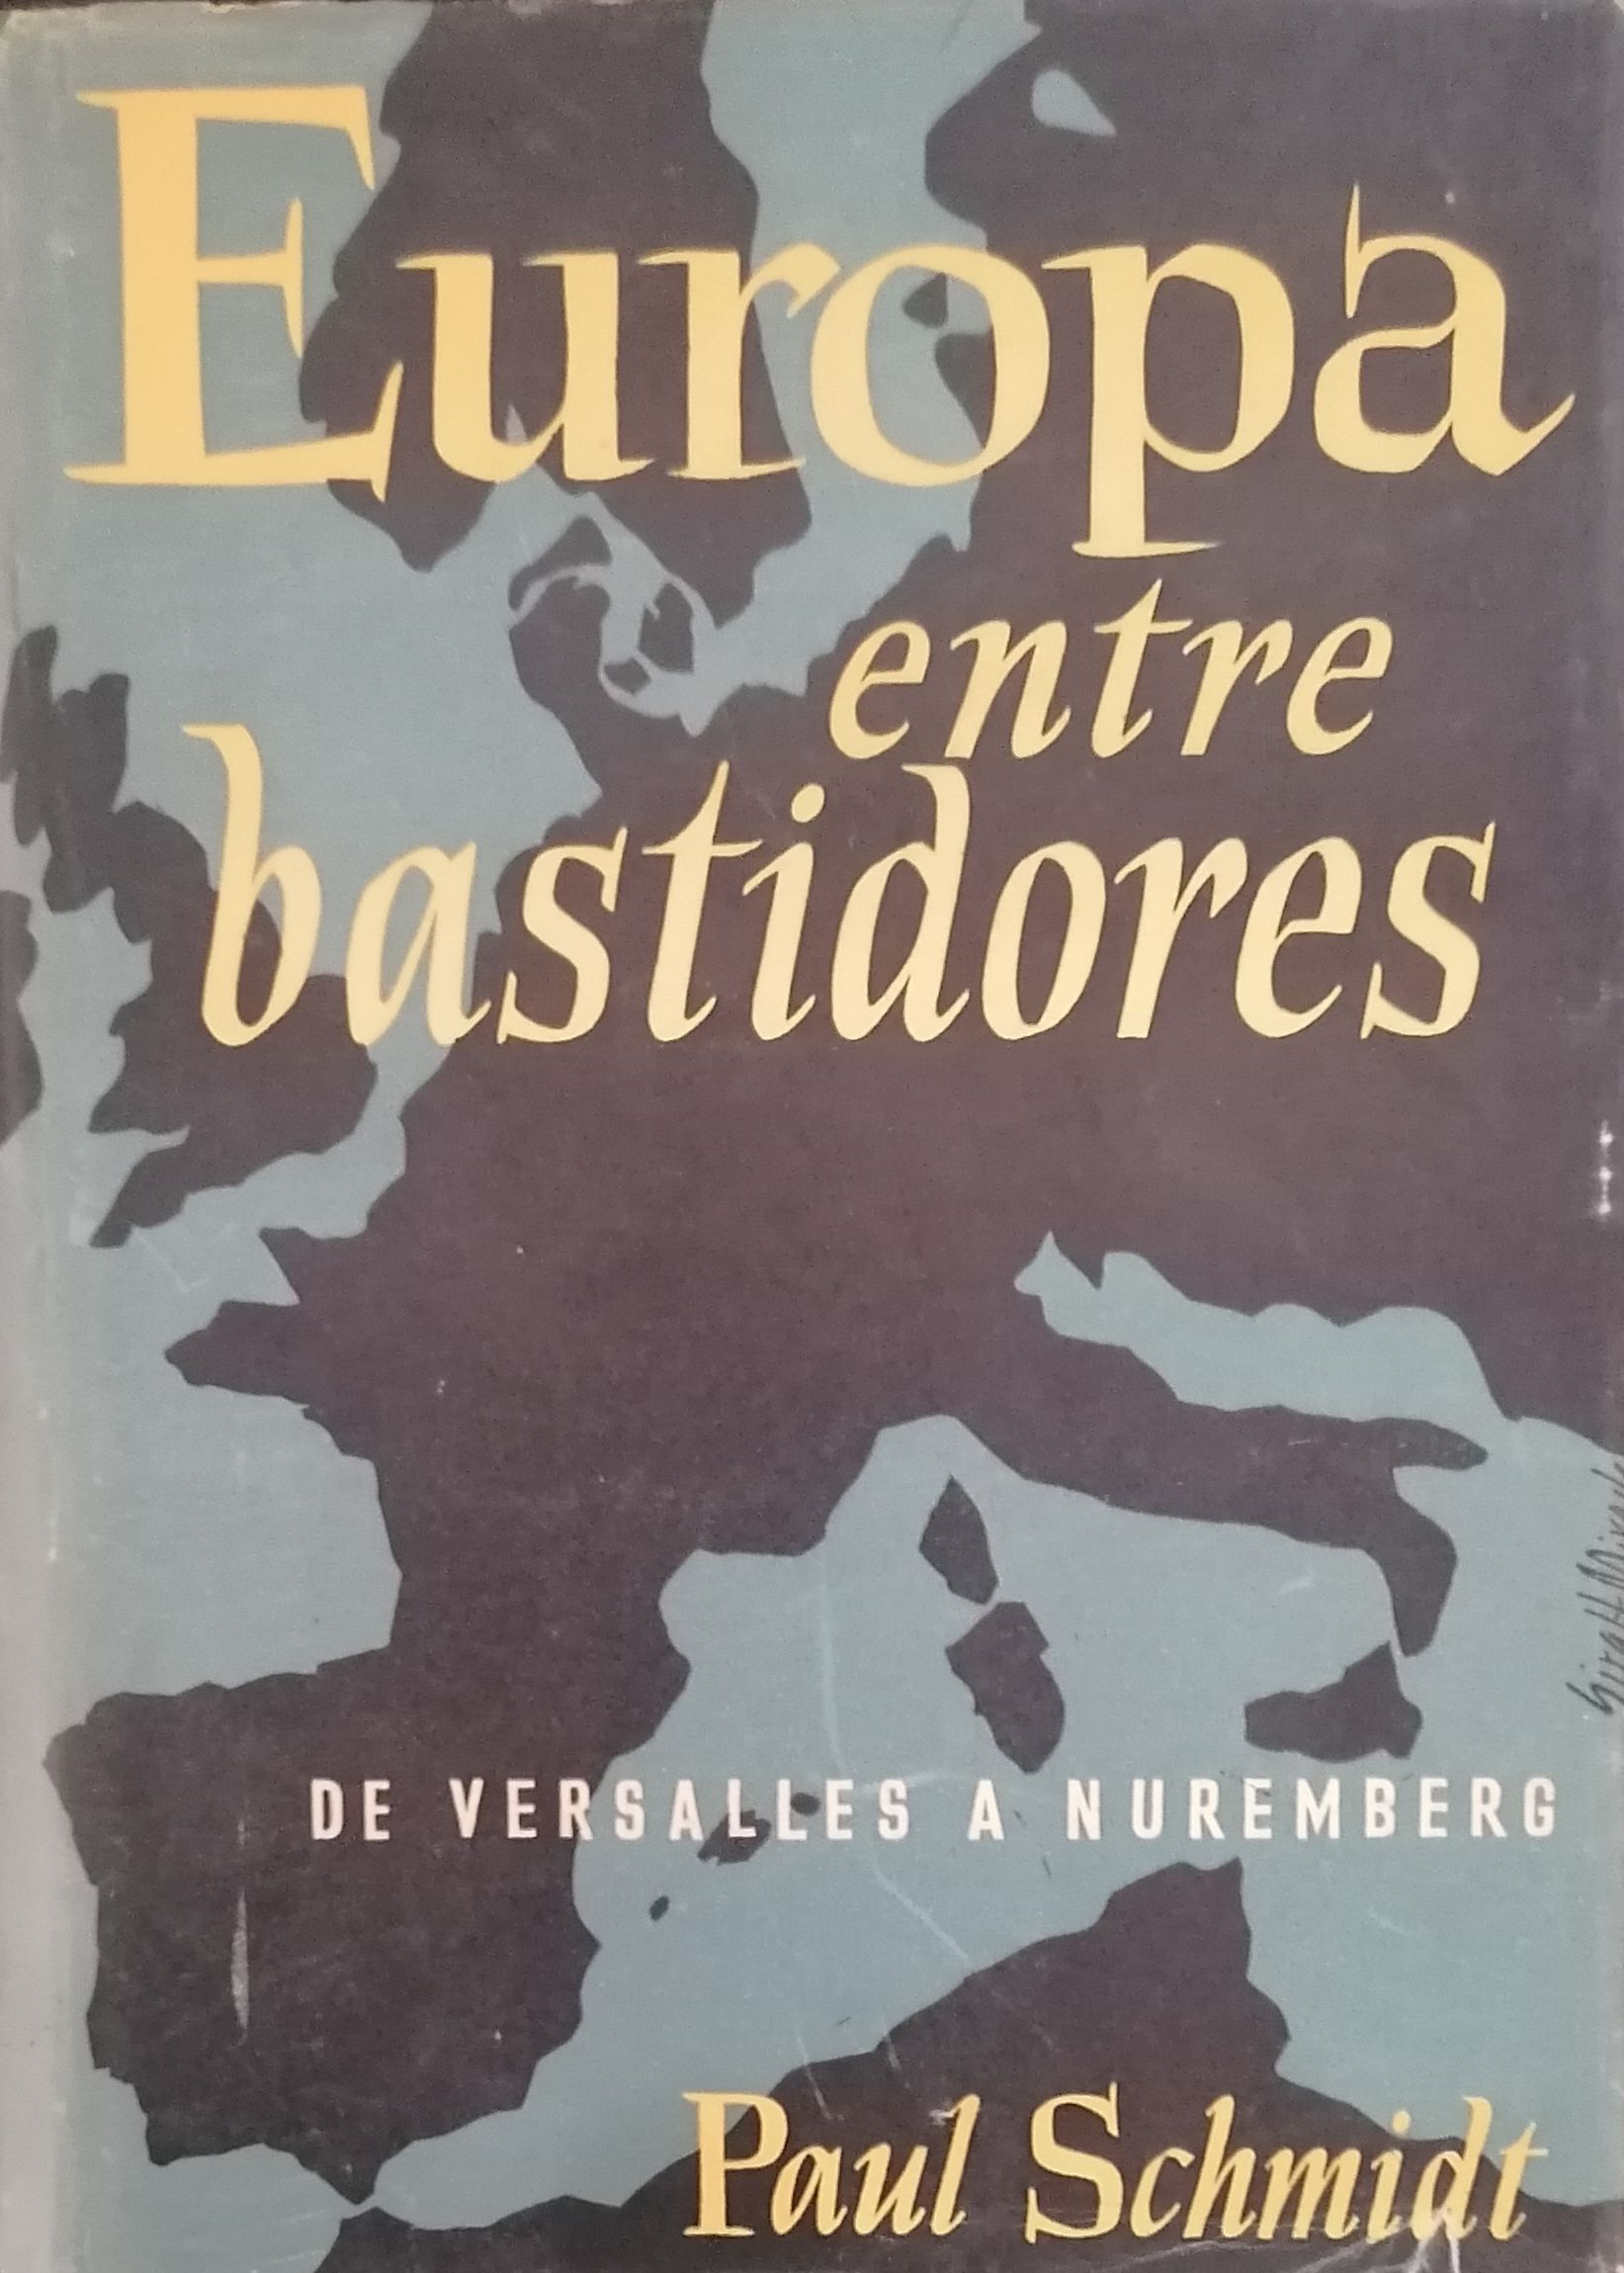 Europa
entre
bastidores
DE VERSALLES A NUREMBERG
Paul Schmidt